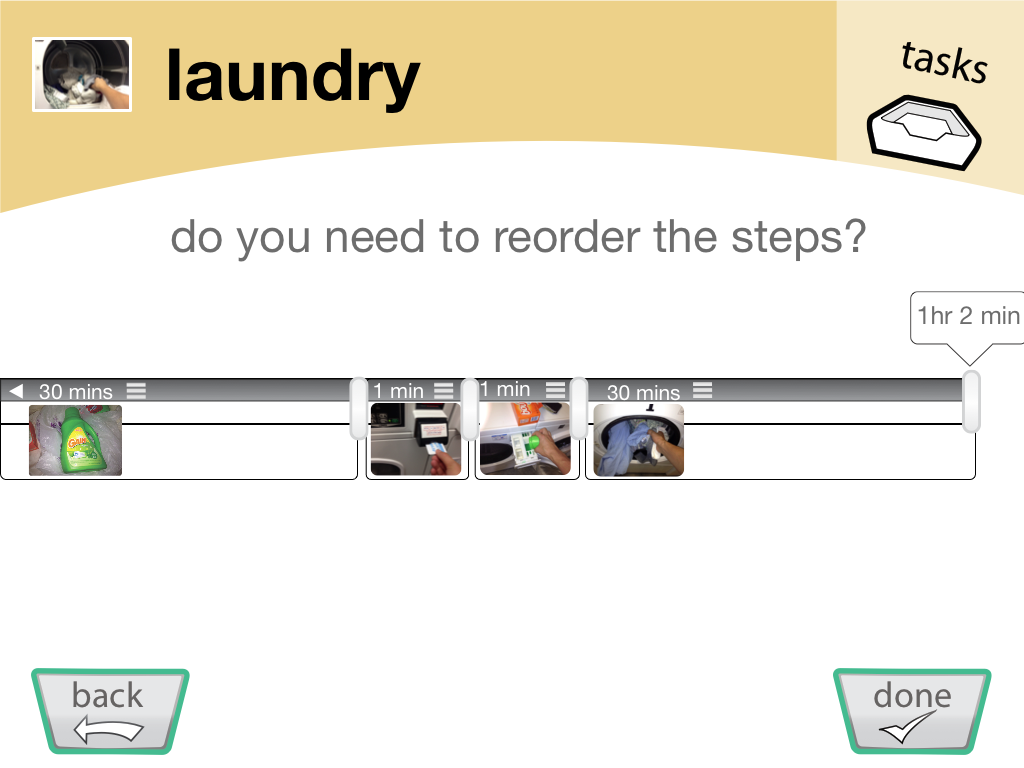 laundry
tasks
do you need to reorder the steps?
1hr 2 min
30 mins
1 min
1 min
30 mins
Gain
back
done